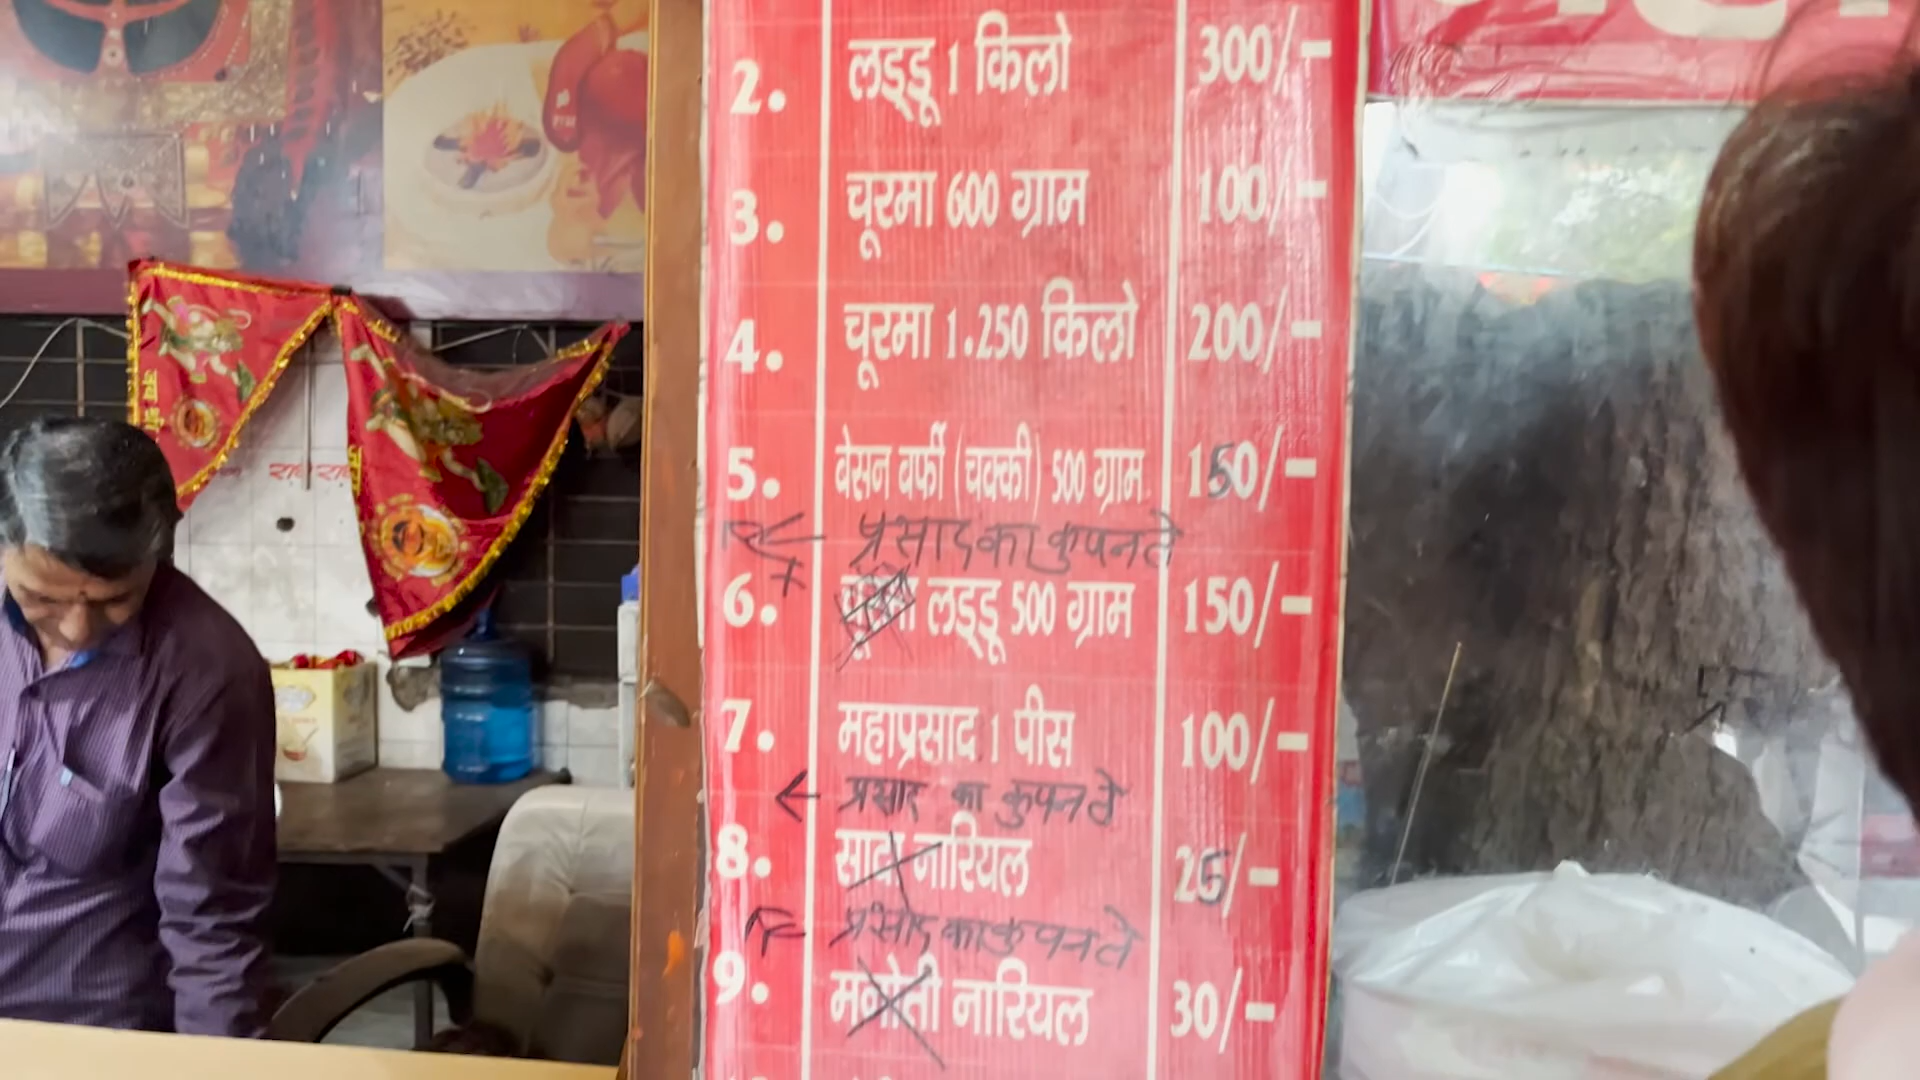 2. लड्डू 1 किलो 300/-
3. चूरमा 600 ग्राम 100/-
4. चूरमा 1.250 किलो 200/-
5. बेसन बर्फी (चक्की) 500 ग्राम 150/-
प्रसाद का कुपन ले
6. लड्डू 500 ग्राम 150/-
7. महाप्रसाद 1 पीस 100/-
प्रसाद का कुपन ले
8. सादा नारियल 25/-
प्रसाद का कुपन ले
9. मनोती नारियल 30/-